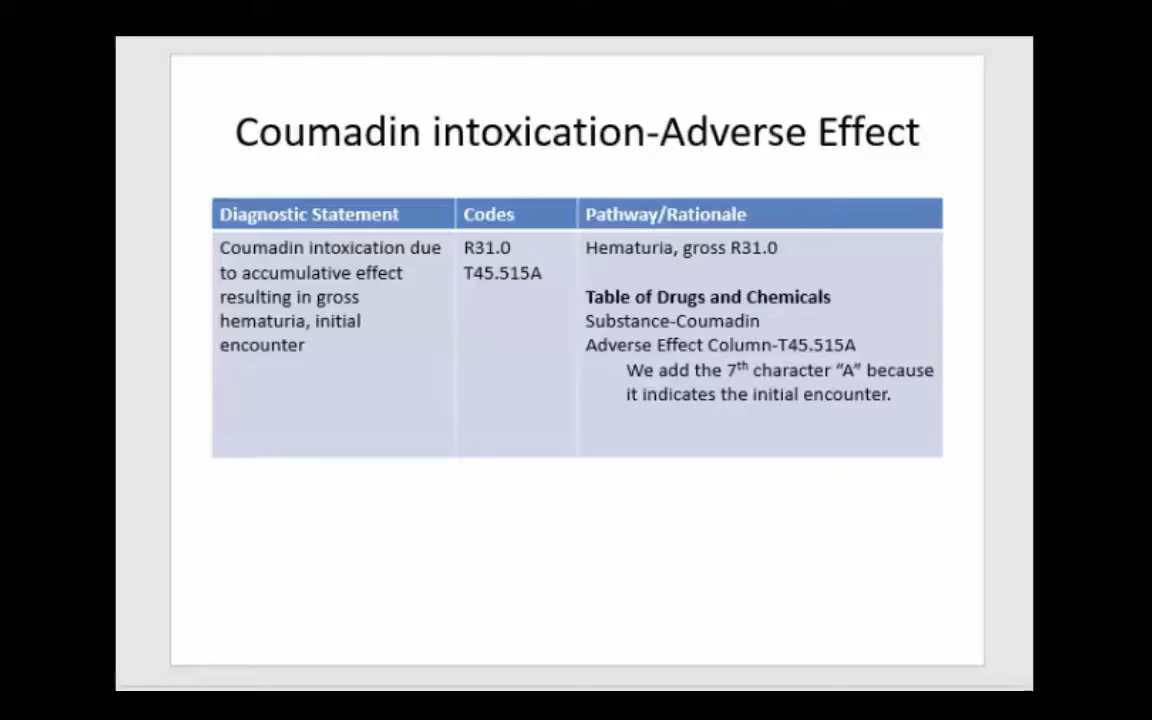 Coumadin intoxication-Adverse Effect
Diagnostic Statement Codes Pathway/Rationale
Coumadin intoxication due
to accumulative effect
resulting in gross
hematuria, initial
encounter
R31.0
T45.515A
Hematuria, gross R31.0
Table of Drugs and Chemicals
Substance-Coumadin
Adverse Effect Column-T45.515A
We add the 7th character “A” because
it indicates the initial encounter.